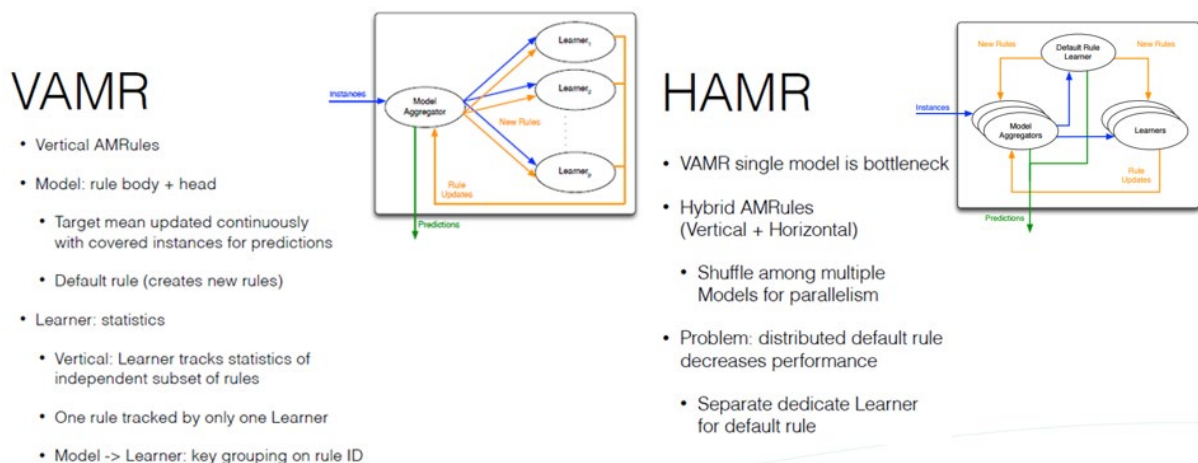 VAMR
• Vertical AMRules
• Model: rule body + head
• Target mean updated continuously
with covered instances for predictions
• Default rule (creates new rules)
• Learner: statistics
• Vertical: Learner tracks statistics of
independent subset of rules
• One rule tracked by only one Learner
• Model -> Learner: key grouping on rule ID
Instances
Model
Aggregator
Learner1
Learner2
Learnerp
New Rules
Rule
Updates
Predictions
HAMR
• VAMR single model is bottleneck
• Hybrid AMRules
(Vertical + Horizontal)
• Shuffle among multiple
Models for parallelism
• Problem: distributed default rule
decreases performance
• Separate dedicate Learner
for default rule
New Rules
Default Rule
Learner
New Rules
Instances
Model
Aggregators
Learners
Rule
Updates
Predictions